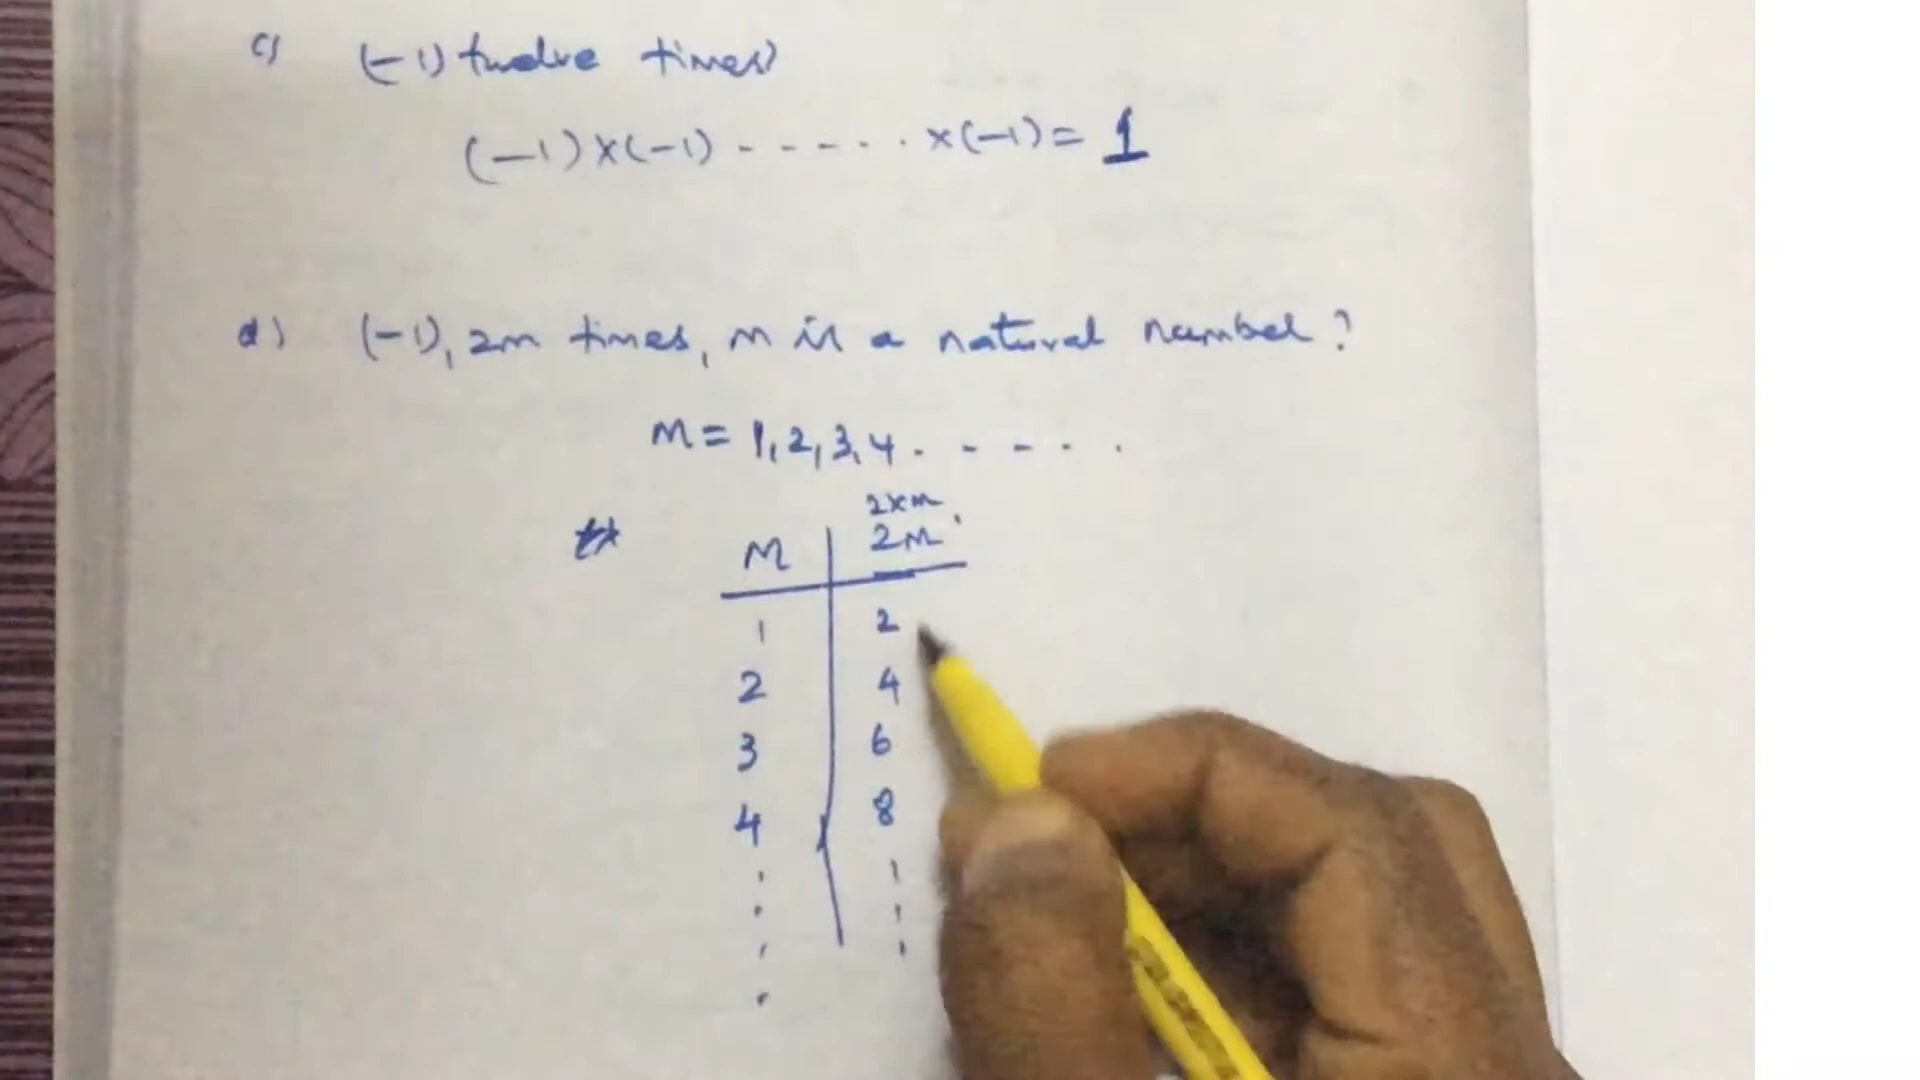 c) (-1) twelve times
(-1)×(-1)-----..×(-1)= 1
d) (-1), 2m times, m is a natural number?
m= 1,2,3,4.-----.
2×m
m 2m
1 2
2 4
3 6
4 8